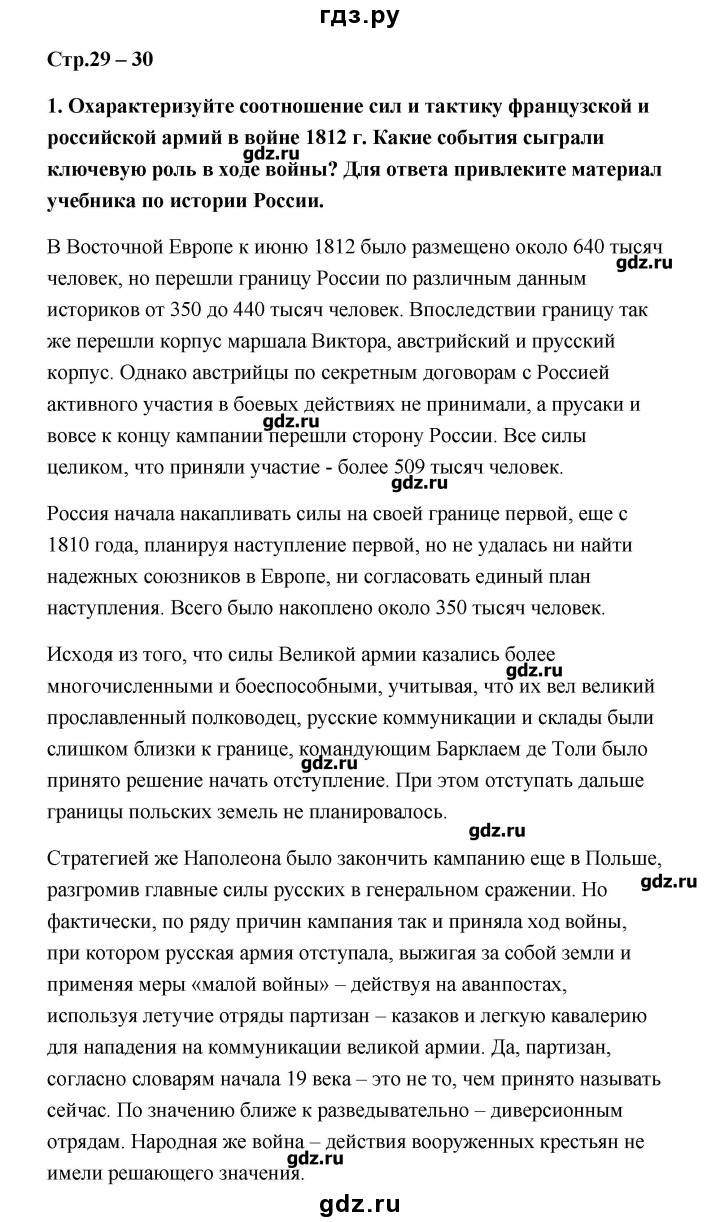 гдз.ру
Стр.29 – 30
1. Охарактеризуйте соотношение сил и тактику французской и
российской армий в войне 1812 г. Какие события сыграли
gdz.ru
ключевую роль в ходе войны? Для ответа привлеките материал
учебника по истории России.
В Восточной Европе к июню 1812 было размещено около 640 тысяч
gdz.ru
человек, но перешли границу России по различным данным
историков от 350 до 440 тысяч человек. Впоследствии границу так
же перешли корпус маршала Виктора, австрийский и прусский
корпус. Однако австрийцы по секретным договорам с Россией
активного участия в боевых действиях не принимали, а прусаки и
gdz.ru
вовсе к концу кампании перешли сторону России. Все силы
целиком, что приняли участие - более 509 тысяч человек.
gdz.ru
Россия начала накапливать силы на своей границе первой, еще с
1810 года, планируя наступление первой, но не удалась ни найти
надежных союзников в Европе, ни согласовать единый план
наступления. Всего было накоплено около 350 тысяч человек.
Исходя из того, что силы Великой армии казались более
gdz.ru
многочисленными и боеспособными, учитывая, что их вел великий
прославленный полководец, русские коммуникации и склады были
слишком близки к границе, командующим Барклаем де Толи было
gdz.ru
принято решение начать отступление. При этом отступать дальше
границы польских земель не планировалось.
gdz.ru
Стратегией же Наполеона было закончить кампанию еще в Польше,
gdz.ru
разгромив главные силы русских в генеральном сражении. Но
фактически, по ряду причин кампания так и приняла ход войны,
при котором русская армия отступала, выжигая за собой земли и
применяя меры «малой войны» – действуя на аванпостах,
используя летучие отряды партизан – казаков и легкую кавалерию
для нападения на коммуникации великой армии. Да, партизан,
согласно словарям начала 19 века – это не то, чем принято называть
сейчас. По значению ближе к разведывательно – диверсионным
отрядам. Народная же война – действия вооруженных крестьян не
gdz.ru
имели решающего значения.
gdz.ru